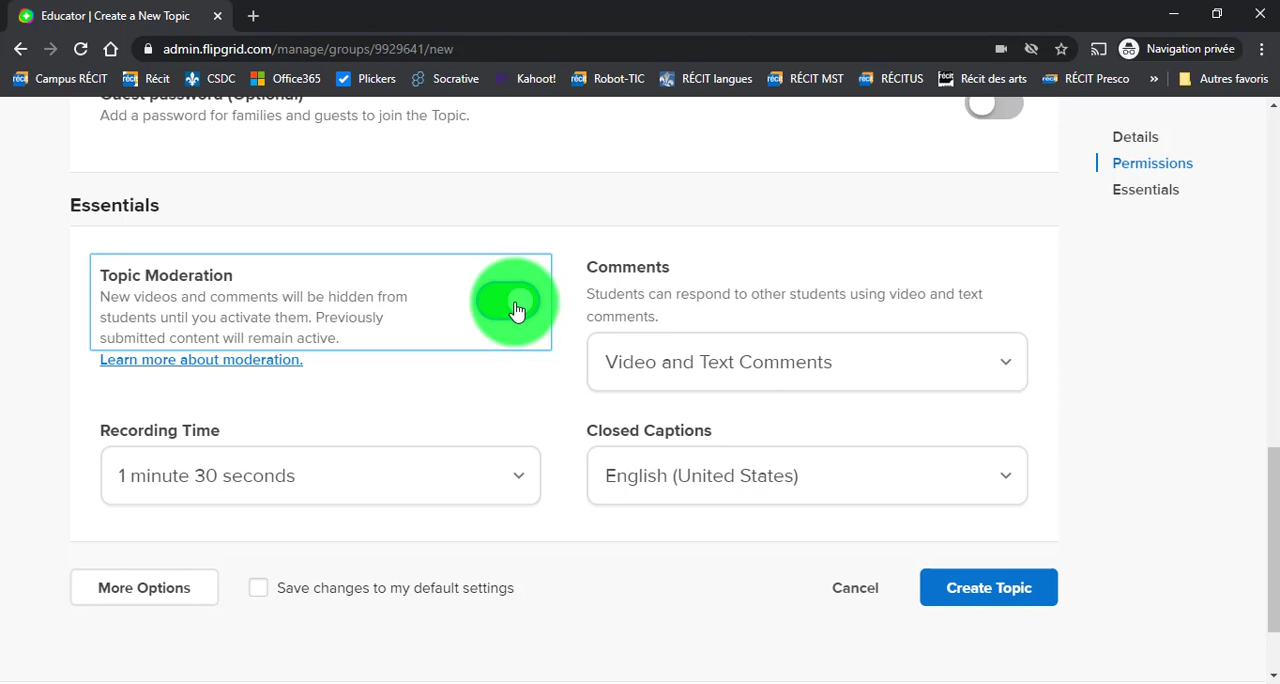 Educator | Create a New Topic
admin.flipgrid.com/manage/groups/9929641/new
Navigation privée
Campus RÉCIT Récit CSDC Office365 Plickers Socrative Kahoot! Robot-TIC RÉCIT langues RÉCIT MST RÉCITUS Récit des arts RÉCIT Presco » Autres favoris
Guest password (Optional)
Add a password for families and guests to join the Topic.
Details
Permissions
Essentials
Essentials
Topic Moderation
New videos and comments will be hidden from
students until you activate them. Previously
submitted content will remain active.
Learn more about moderation.
Comments
Students can respond to other students using video and text
comments.
Video and Text Comments
Recording Time
1 minute 30 seconds
Closed Captions
English (United States)
More Options
Save changes to my default settings
Cancel
Create Topic